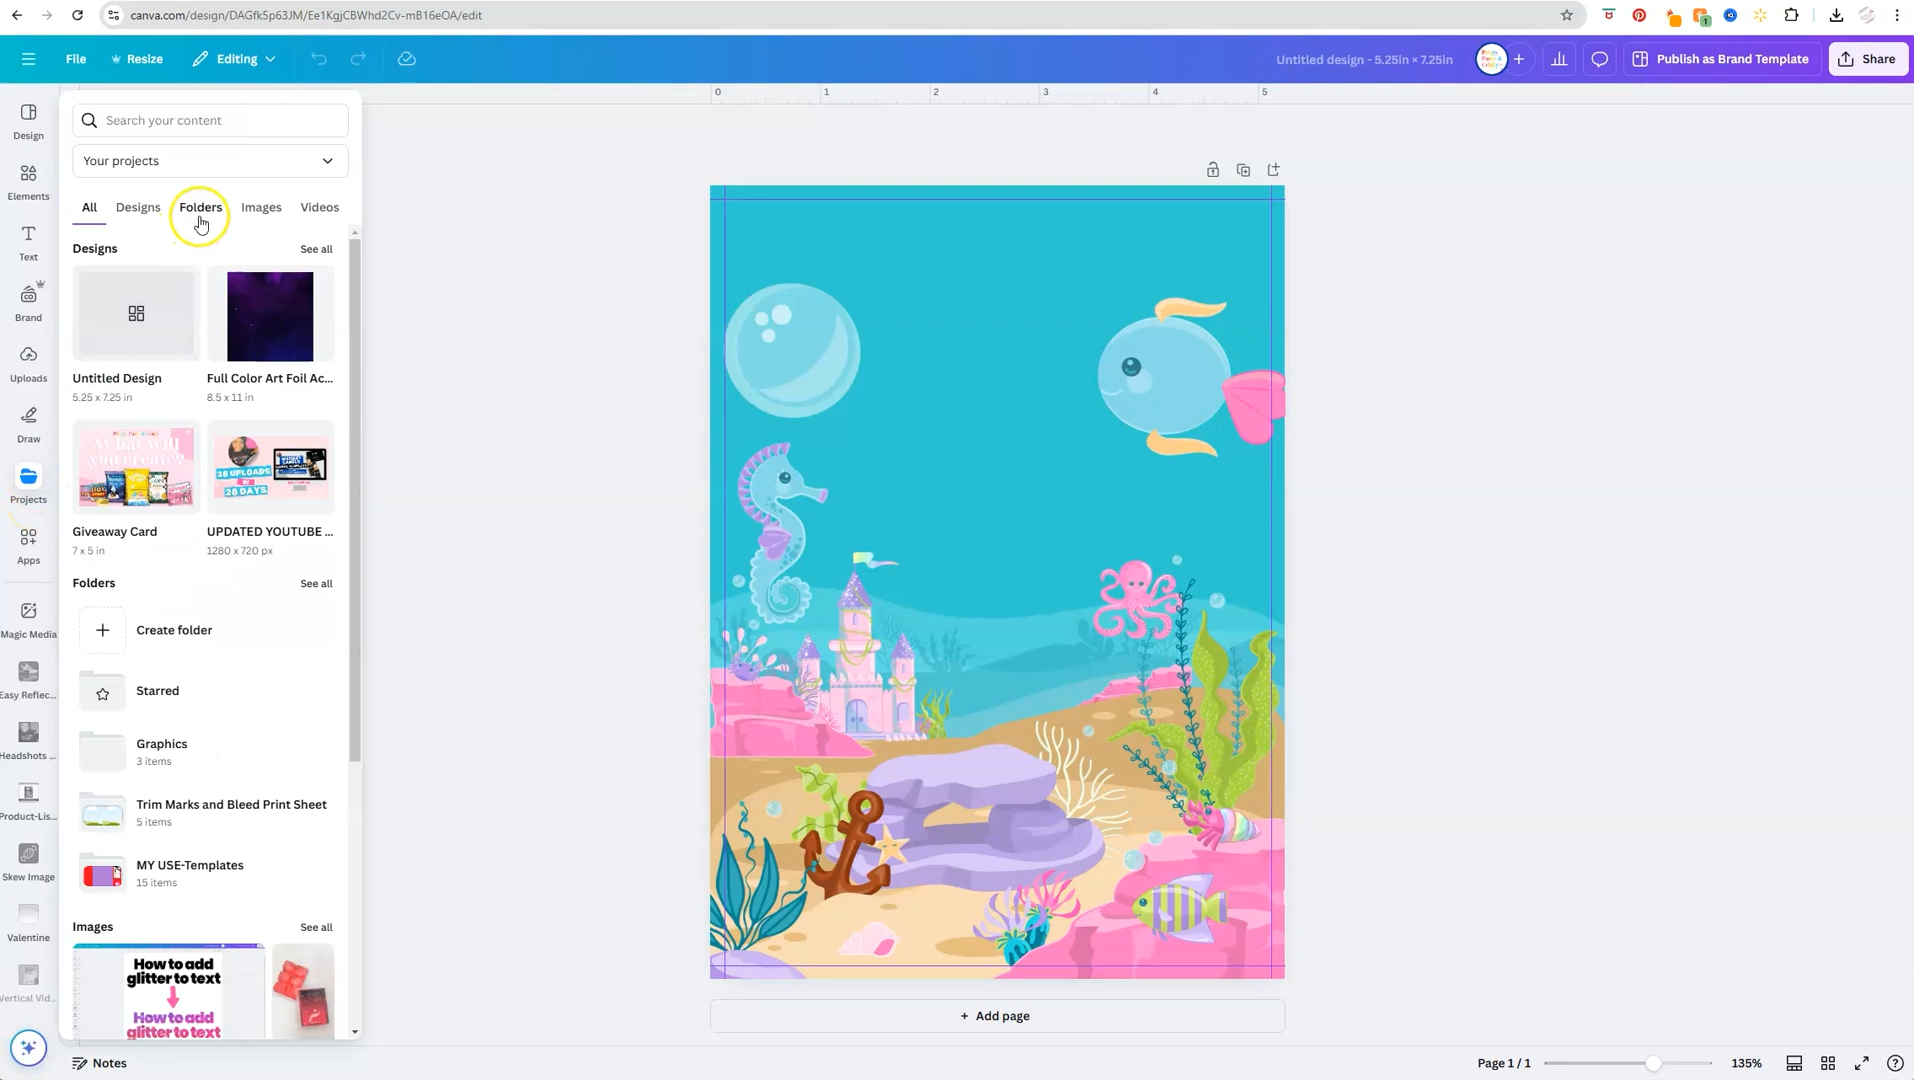 canva.com/design/DAGfk5p63JM/Ee1KgjCBWhd2Cv-mB16eOA/edit
File
Resize
Editing
Untitled design - 5.25in × 7.25in
Publish as Brand Template
Share
Design
Elements
Text
Brand
Uploads
Draw
Projects
Apps
Magic Media
Easy Reflec...
Headshots ...
Product-Lis...
Skew Image
Valentine
Vertical Vid...
Search your content
Your projects
All Designs Folders Images Videos
Designs See all
Untitled Design
5.25 x 7.25 in
Full Color Art Foil Ac...
8.5 x 11 in
What will
you create?
28 UPLOADS
IN
28 DAYS
Giveaway Card
7 x 5 in
UPDATED YOUTUBE ...
1280 x 720 px
Folders See all
Create folder
Starred
Graphics
3 items
Trim Marks and Bleed Print Sheet
5 items
MY USE-Templates
15 items
Images See all
How to add
glitter to text
How to add
glitter to text
0 1 2 3 4 5
+ Add page
Notes
Page 1 / 1
135%